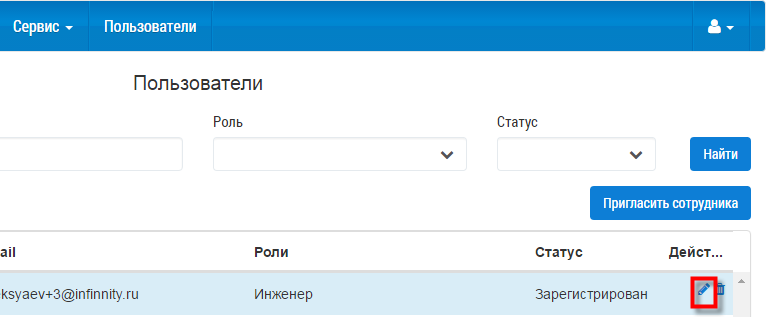 Сервис Пользователи
Пользователи
Роль Статус
Найти
Пригласить сотрудника
ail Роли Статус Дейст...
ksyaev+3@infinnity.ru Инженер Зарегистрирован